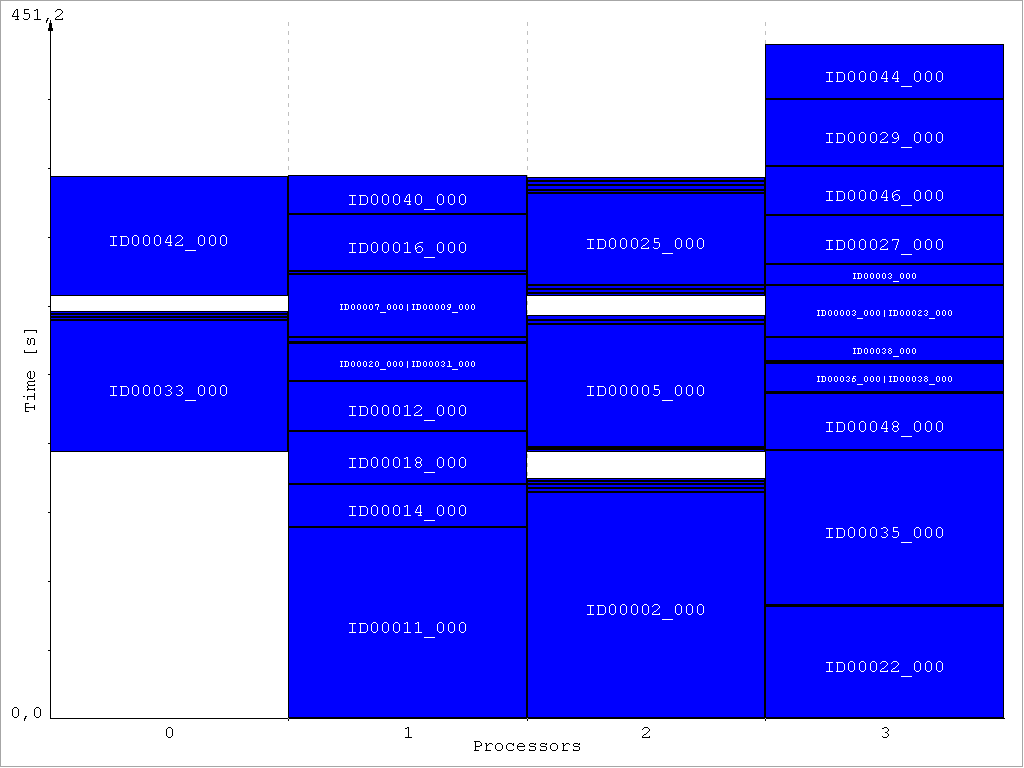 451,2
ID00044_000
ID00029_000
ID00046_000
ID00040_000
ID00042_000
ID00016_000
ID00025_000
ID00027_000
ID00003_000
ID00007_000|ID00009_000
ID00003_000|ID00023_000
ID00038_000
ID00020_000|ID00031_000
ID00036_000|ID00038_000
Time [s]
ID00033_000
ID00012_000
ID00005_000
ID00048_000
ID00018_000
ID00014_000
ID00035_000
ID00011_000
ID00002_000
ID00022_000
0,0
0 1 2 3
Processors